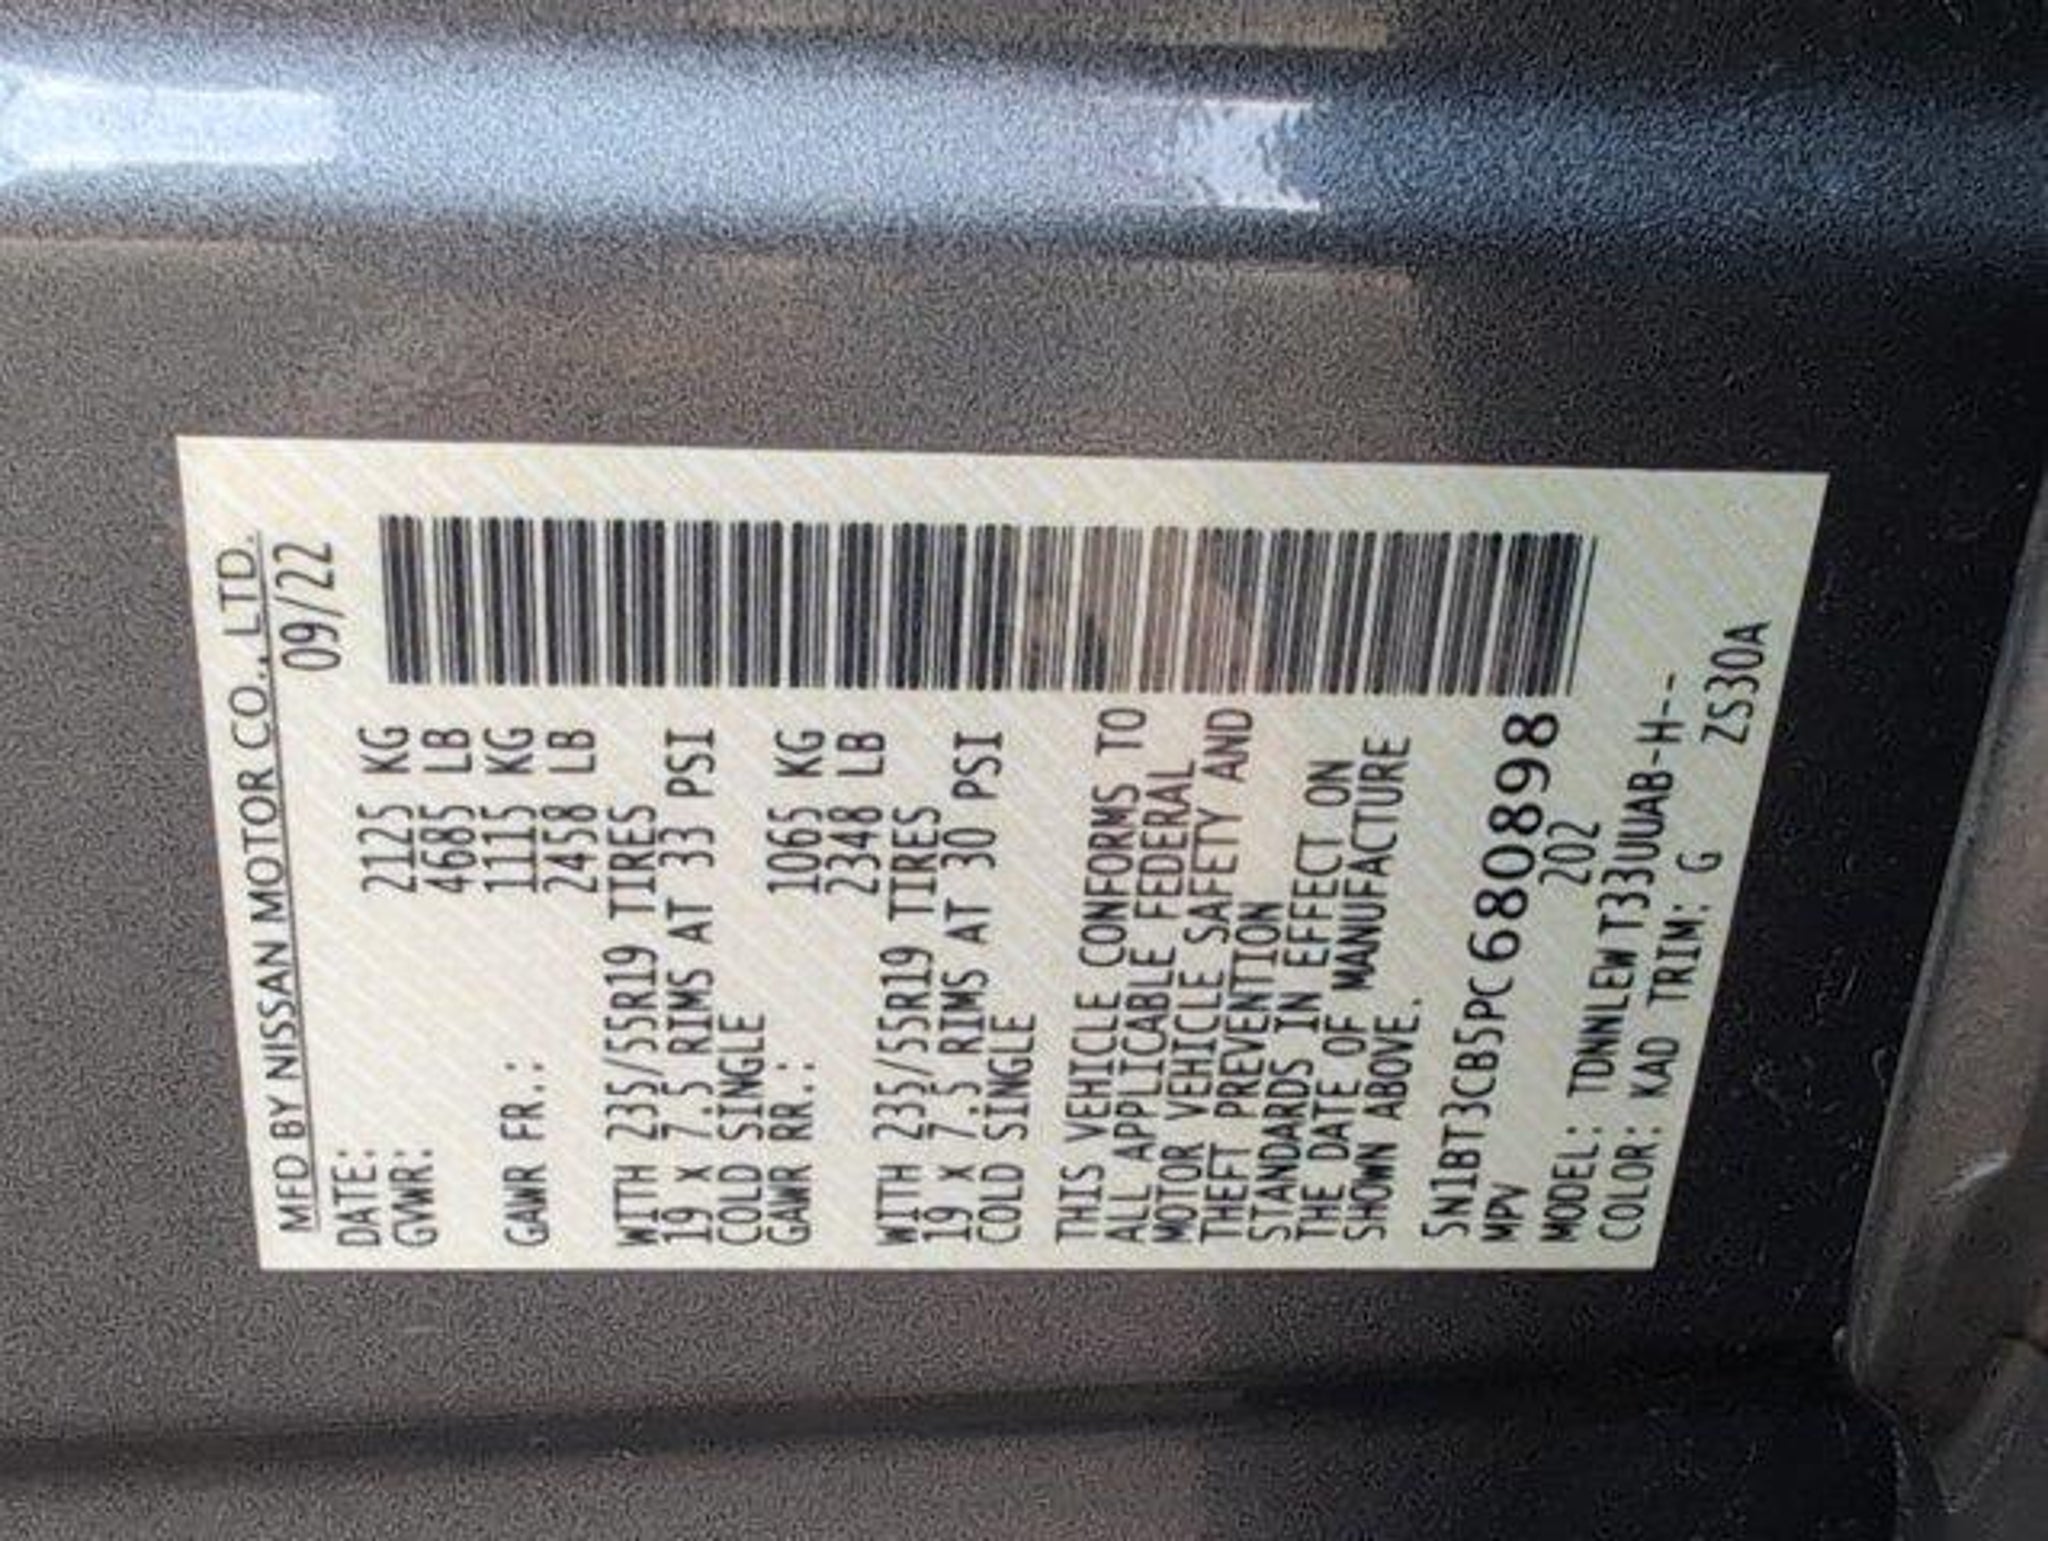 MFD BY NISSAN MOTOR CO., LTD.
DATE: 09/22
GVWR: 2125 KG
4685 LB
GAWR FR.: 1115 KG
2458 LB
WITH 235/55R19 TIRES
19 x 7.5 RIMS AT 33 PSI
COLD SINGLE
GAWR RR.: 1065 KG
2348 LB
WITH 235/55R19 TIRES
19 x 7.5 RIMS AT 30 PSI
COLD SINGLE
THIS VEHICLE CONFORMS TO
ALL APPLICABLE FEDERAL
MOTOR VEHICLE SAFETY AND
THEFT PREVENTION
STANDARDS IN EFFECT ON
THE DATE OF MANUFACTURE
SHOWN ABOVE.
5N1BT3CB5PC680898
MPV 202
MODEL: TDNNLEW T33UUAB-H--
COLOR: KAD TRIM: G ZS30A